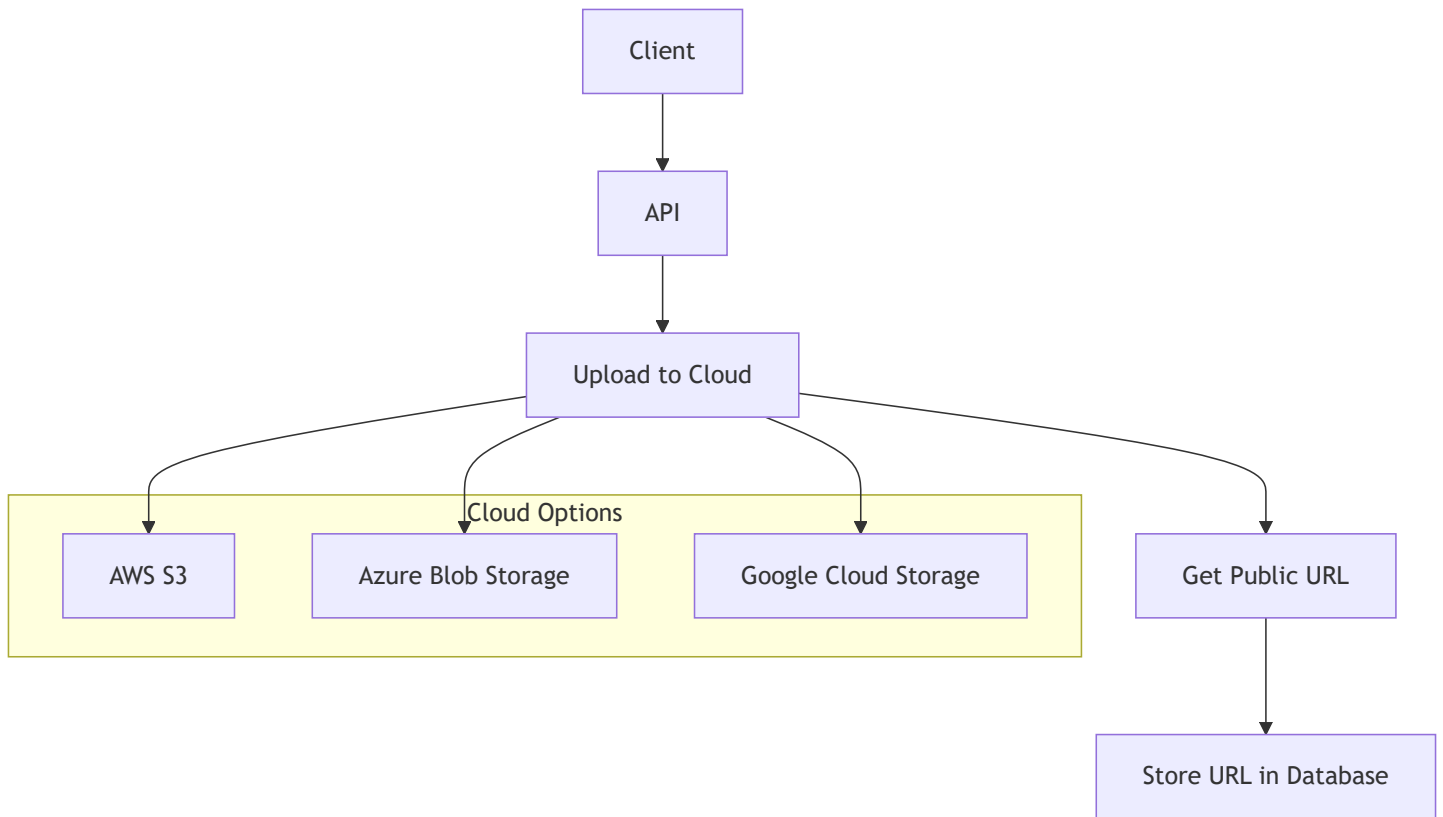 Client
API
Upload to Cloud
Cloud Options
AWS S3
Azure Blob Storage
Google Cloud Storage
Get Public URL
Store URL in Database